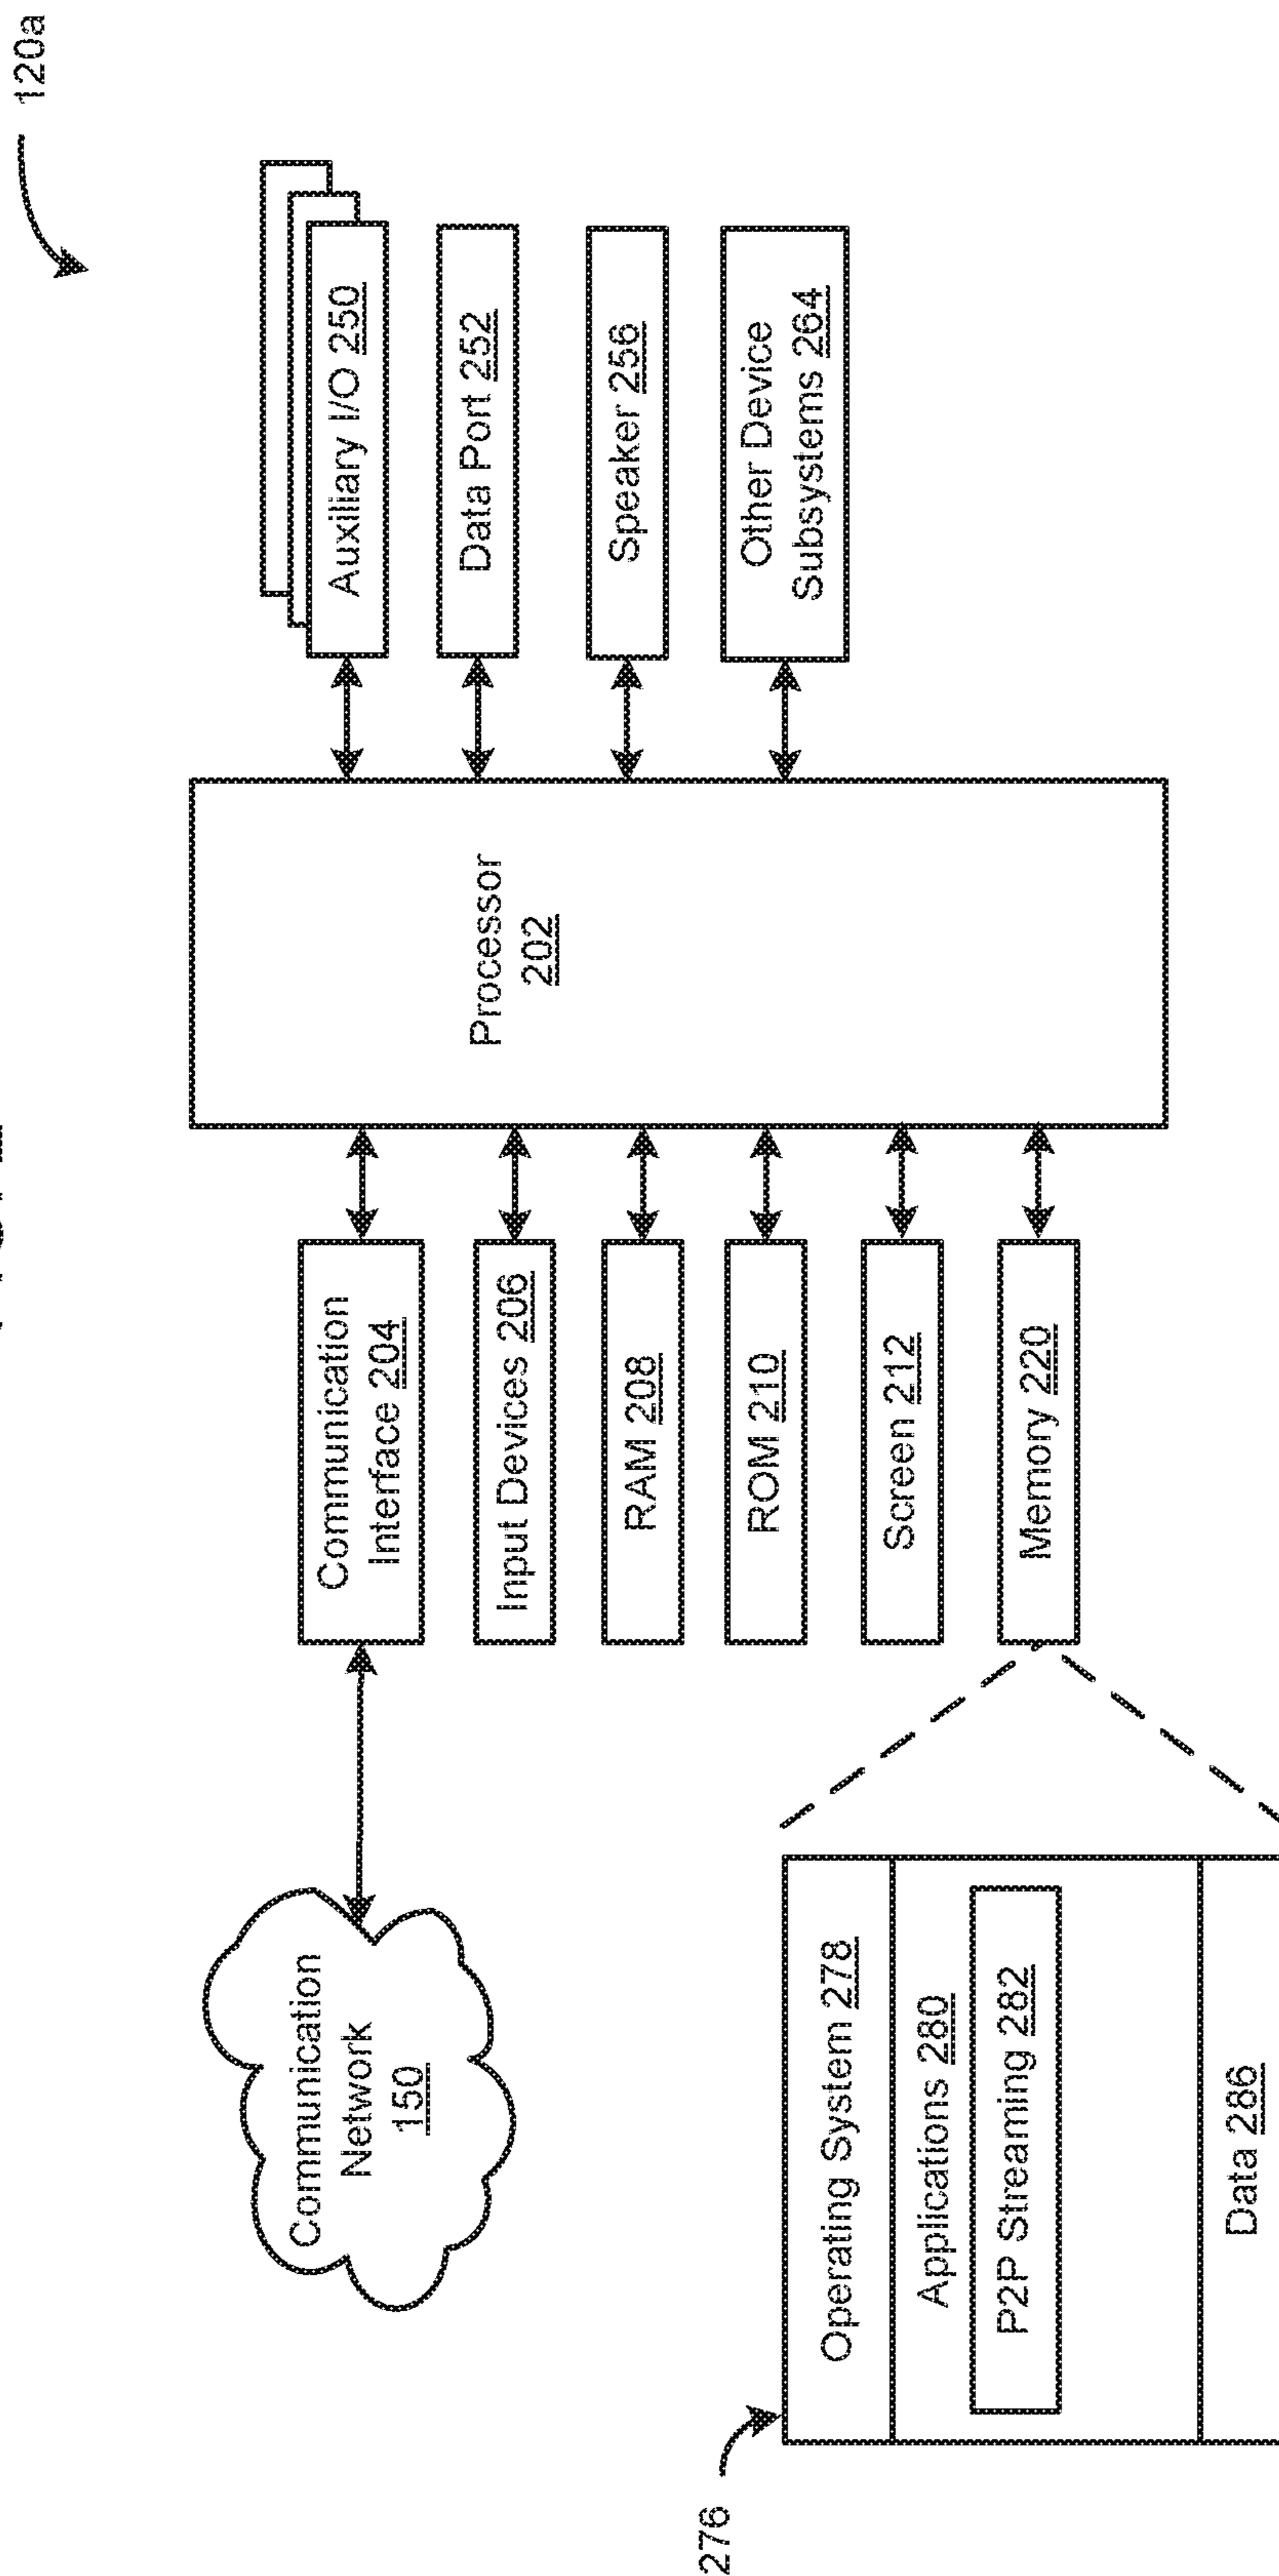 120a
Communication
Network
150
Communication
Interface 204
Input Devices 206
RAM 208
ROM 210
Screen 212
Memory 220
Processor
202
Auxiliary I/O 250
Data Port 252
Speaker 256
Other Device
Subsystems 264
276
Operating System 278
Applications 280
P2P Streaming 282
Data 286